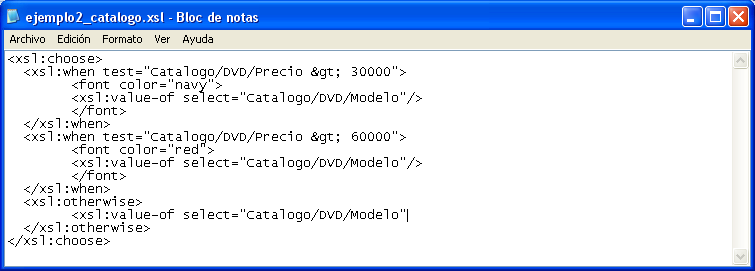 ejemplo2_catalogo.xsl - Bloc de notas
Archivo Edición Formato Ver Ayuda
<xsl:choose>
  <xsl:when test="Catalogo/DVD/Precio &gt; 30000">
        <font color="navy">
        <xsl:value-of select="Catalogo/DVD/Modelo"/>
        </font>
  </xsl:when>
  <xsl:when test="Catalogo/DVD/Precio &gt; 60000">
        <font color="red">
        <xsl:value-of select="Catalogo/DVD/Modelo"/>
        </font>
  </xsl:when>
  <xsl:otherwise>
        <xsl:value-of select="Catalogo/DVD/Modelo"
  </xsl:otherwise>
</xsl:choose>